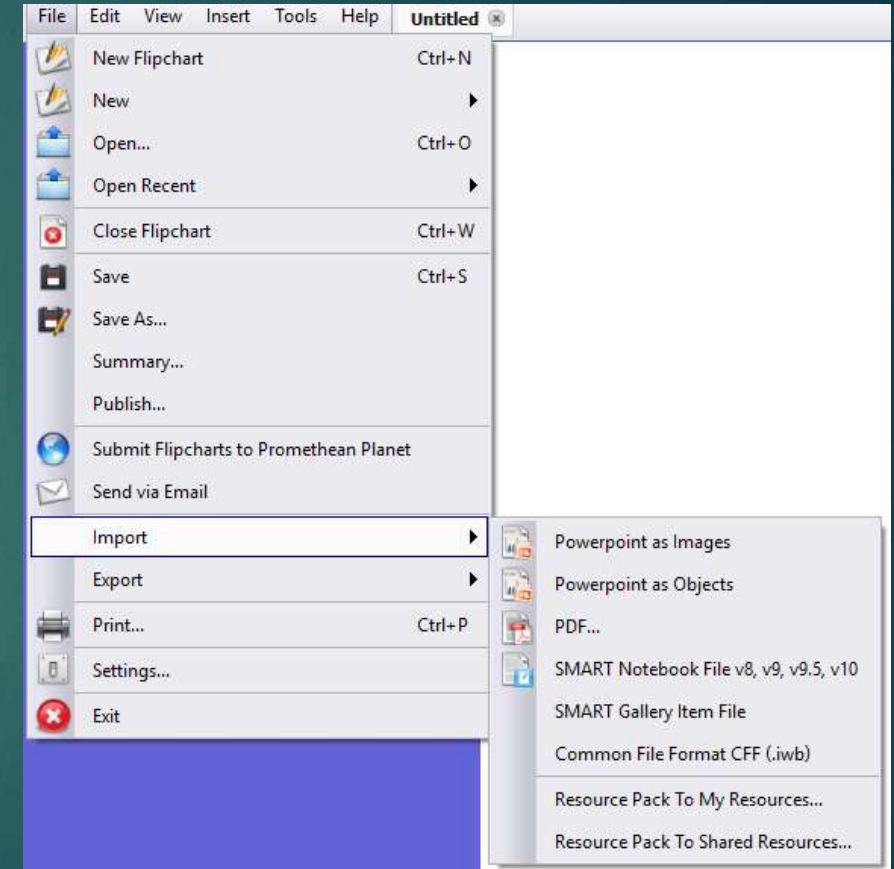 File Edit View Insert Tools Help Untitled
New Flipchart Ctrl+N
New
Open... Ctrl+O
Open Recent
Close Flipchart Ctrl+W
Save Ctrl+S
Save As...
Summary...
Publish...
Submit Flipcharts to Promethean Planet
Send via Email
Import
Export
Print... Ctrl+P
Settings...
Exit
Powerpoint as Images
Powerpoint as Objects
PDF...
SMART Notebook File v8, v9, v9.5, v10
SMART Gallery Item File
Common File Format CFF (.iwb)
Resource Pack To My Resources...
Resource Pack To Shared Resources...